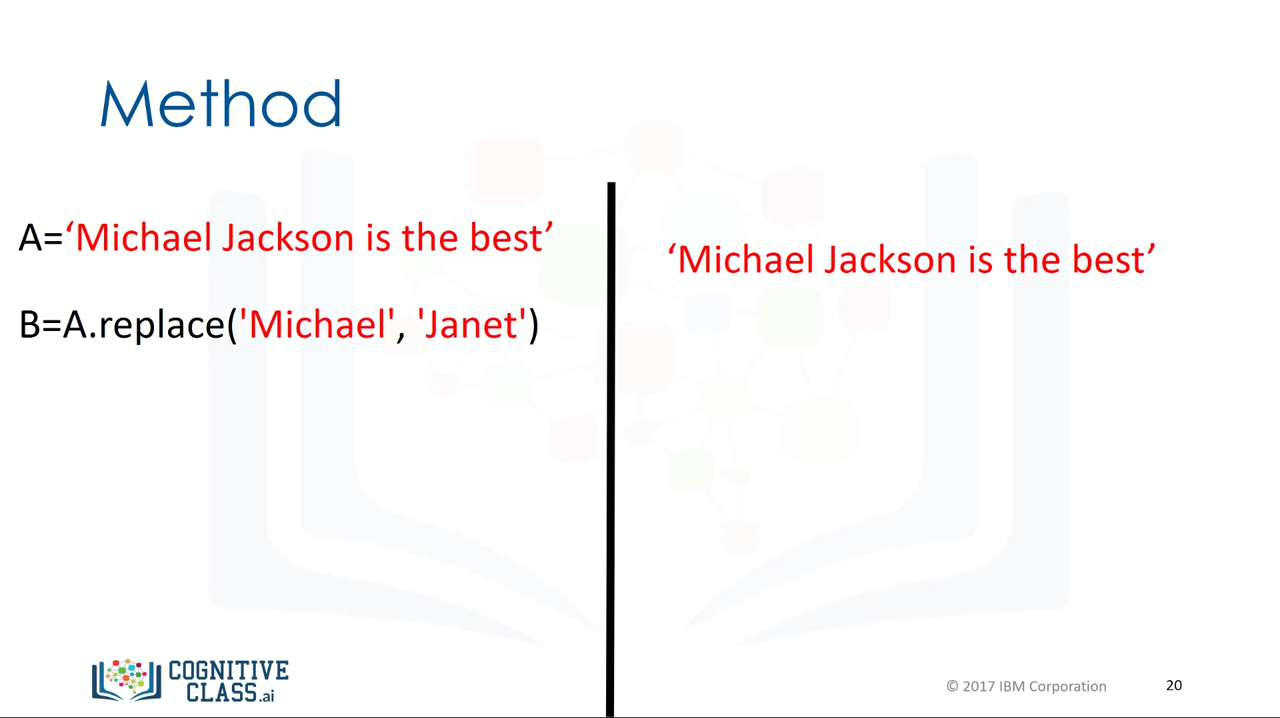 Method
A=‘Michael Jackson is the best’
B=A.replace('Michael', 'Janet')
‘Michael Jackson is the best’
COGNITIVE
CLASS.ai
© 2017 IBM Corporation
20